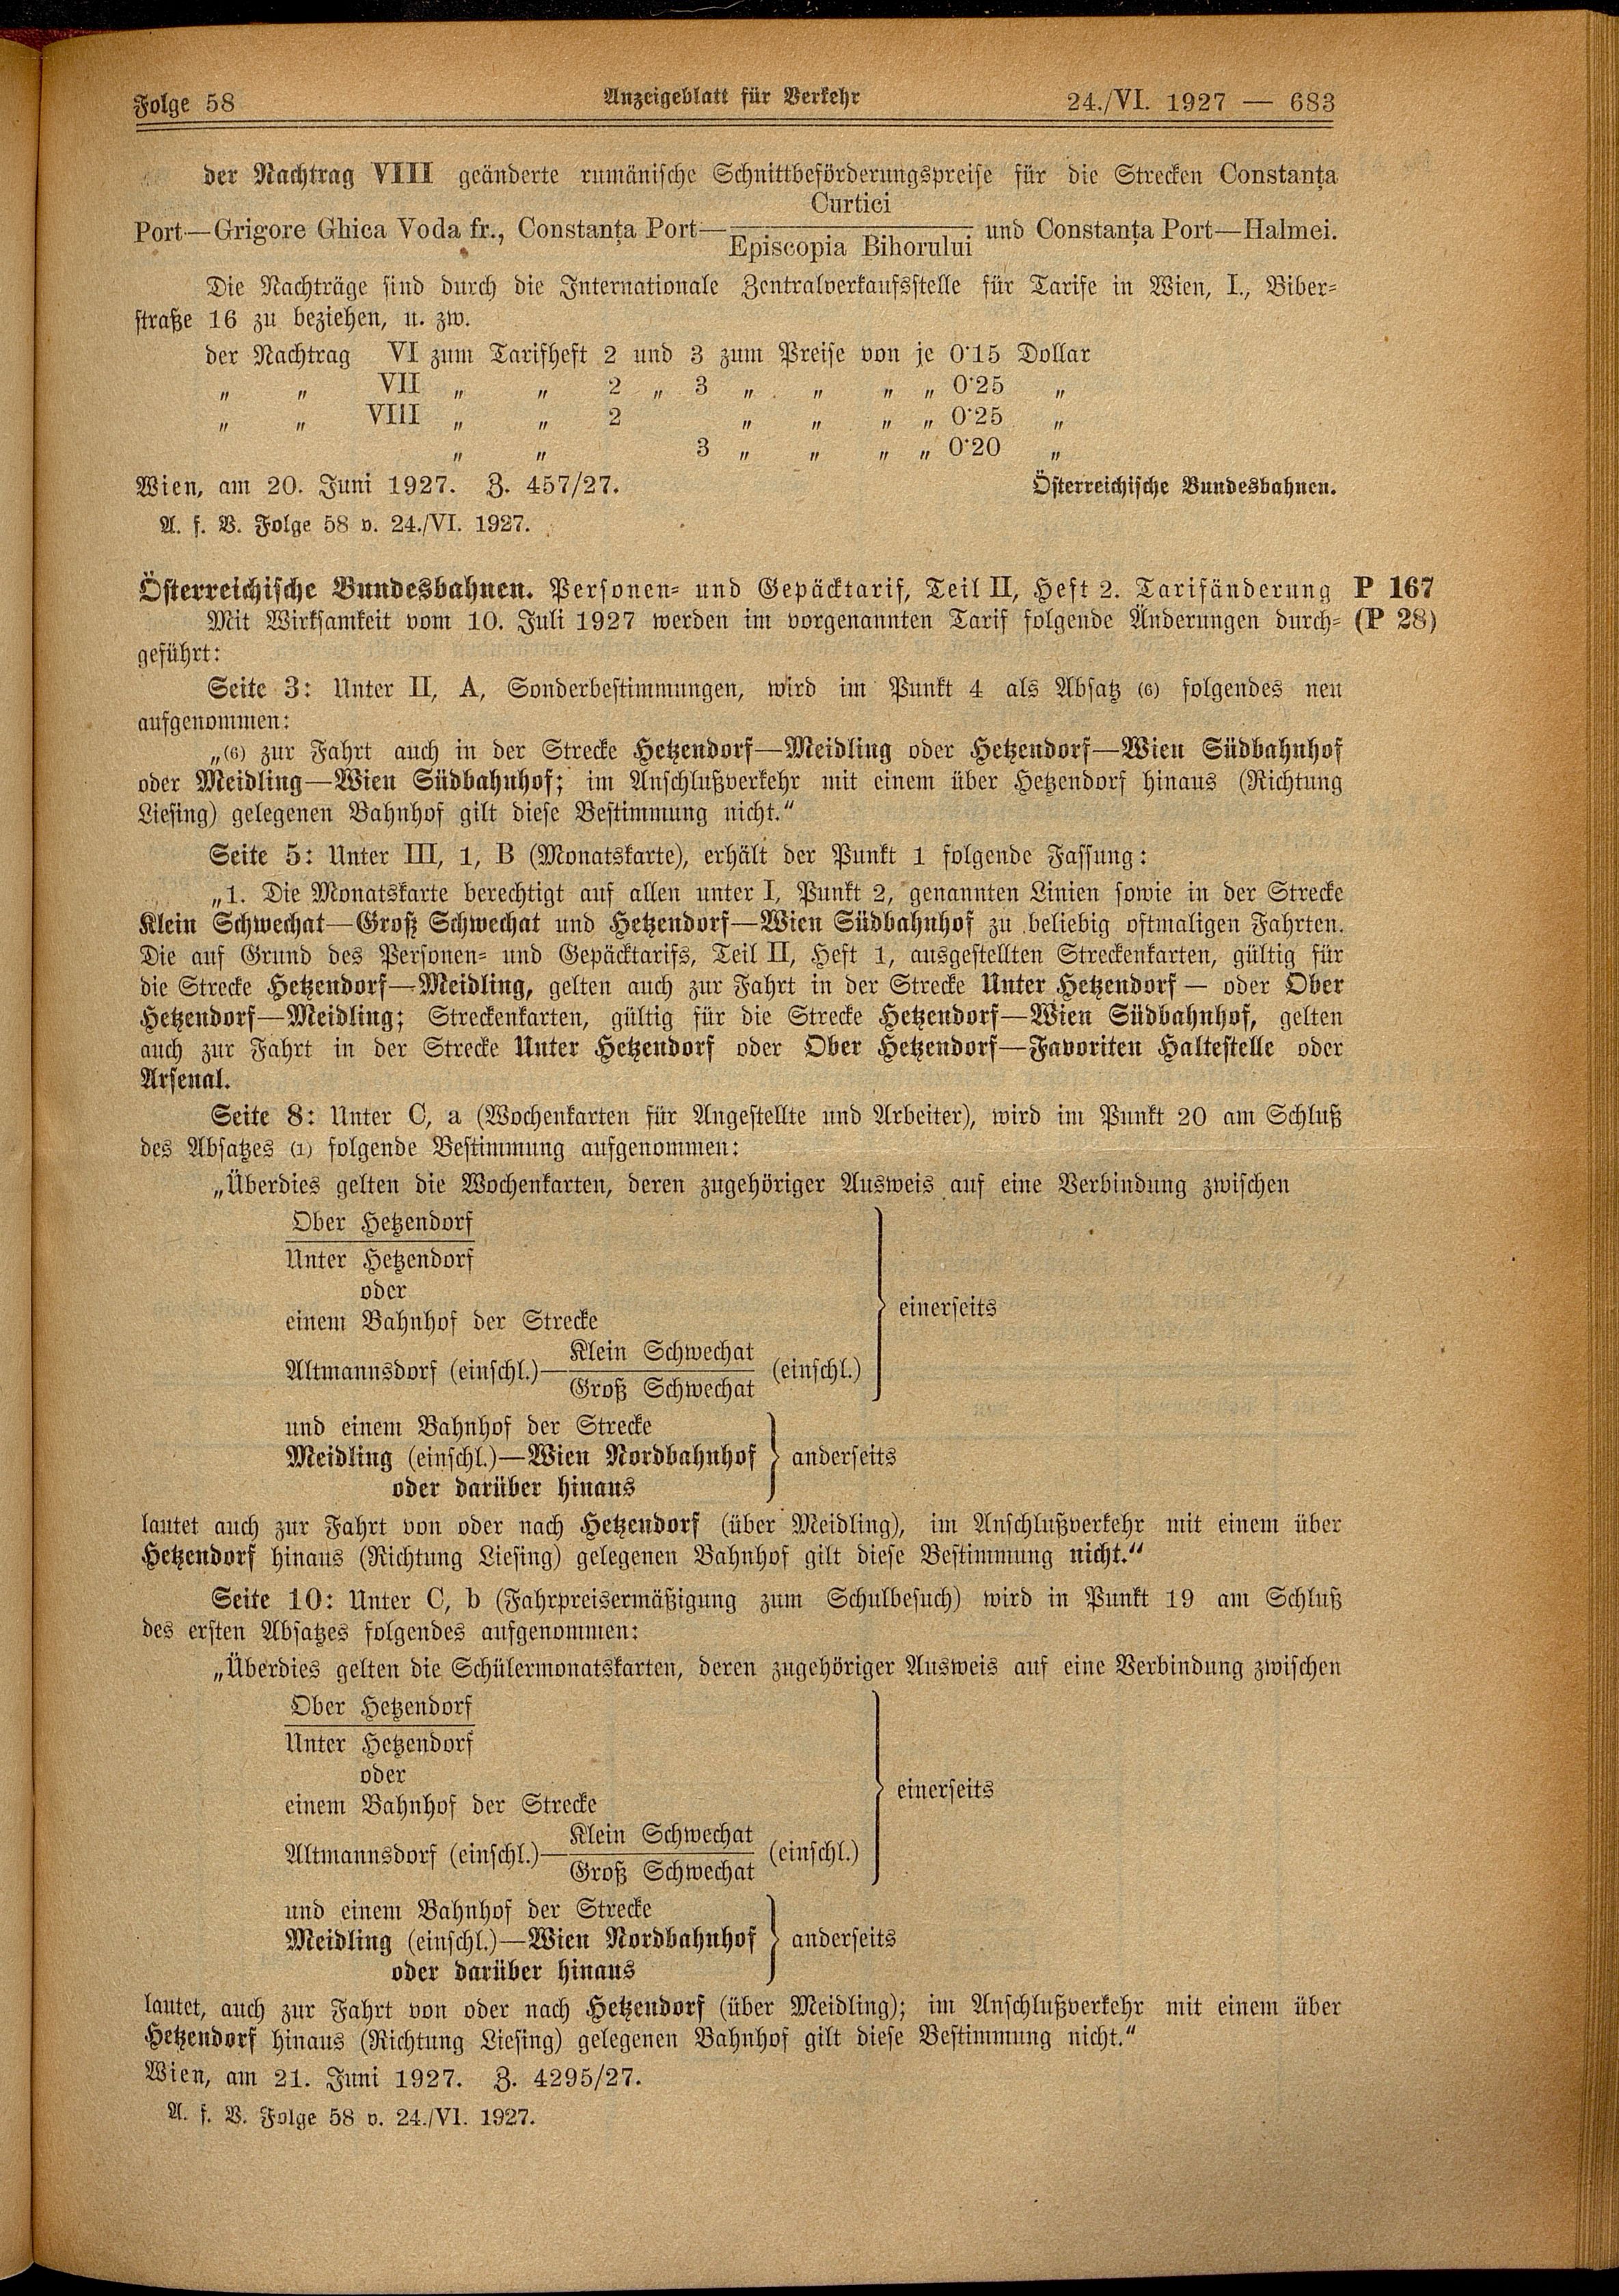 Folge 58 Anzeigeblatt für Verkehr 24./VI. 1927 — 683
der Nachtrag VIII geänderte rumänische Schnittbeförderungspreise für die Strecken Constanţa
Curtici
Port—Grigore Ghica Voda fr., Constanţa Port— und Constanţa Port—Halmei.
Episcopia Bihorului
Die Nachträge sind durch die Internationale Zentralverkaufsstelle für Tarife in Wien, I., Biber-
straße 16 zu beziehen, u. zw.
der Nachtrag VI zum Tarifheft 2 und 3 zum Preise von je 0·15 Dollar
„ „ VII „ „ 2 „ 3 „ „ „ „ 0·25 „
„ „ VIII „ „ 2 „ „ „ „ 0·25 „
„ „ 3 „ „ „ „ 0·20 „
Wien, am 20. Juni 1927. Z. 457/27. Österreichische Bundesbahnen.
A. f. V. Folge 58 v. 24./VI. 1927.
Österreichische Bundesbahnen. Personen- und Gepäcktarif, Teil II, Heft 2. Tarifänderung P 167
Mit Wirksamkeit vom 10. Juli 1927 werden im vorgenannten Tarif folgende Änderungen durch- (P 28)
geführt:
Seite 3: Unter II, A, Sonderbestimmungen, wird im Punkt 4 als Absatz (6) folgendes neu
aufgenommen:
„(6) zur Fahrt auch in der Strecke Hetzendorf—Meidling oder Hetzendorf—Wien Südbahnhof
oder Meidling—Wien Südbahnhof; im Anschlußverkehr mit einem über Hetzendorf hinaus (Richtung
Liesing) gelegenen Bahnhof gilt diese Bestimmung nicht.“
Seite 5: Unter III, 1, B (Monatskarte), erhält der Punkt 1 folgende Fassung:
„1. Die Monatskarte berechtigt auf allen unter I, Punkt 2, genannten Linien sowie in der Strecke
Klein Schwechat—Groß Schwechat und Hetzendorf—Wien Südbahnhof zu beliebig oftmaligen Fahrten.
Die auf Grund des Personen- und Gepäcktarifs, Teil II, Heft 1, ausgestellten Streckenkarten, gültig für
die Strecke Hetzendorf—Meidling, gelten auch zur Fahrt in der Strecke Unter Hetzendorf — oder Ober
Hetzendorf—Meidling; Streckenkarten, gültig für die Strecke Hetzendorf—Wien Südbahnhof, gelten
auch zur Fahrt in der Strecke Unter Hetzendorf oder Ober Hetzendorf—Favoriten Haltestelle oder
Arsenal.
Seite 8: Unter C, a (Wochenkarten für Angestellte und Arbeiter), wird im Punkt 20 am Schluß
des Absatzes (1) folgende Bestimmung aufgenommen:
„Überdies gelten die Wochenkarten, deren zugehöriger Ausweis auf eine Verbindung zwischen
Ober Hetzendorf
Unter Hetzendorf
oder
einerseits
einem Bahnhof der Strecke
Klein Schwechat
Altmannsdorf (einschl.)— (einschl.)
Groß Schwechat
und einem Bahnhof der Strecke
Meidling (einschl.)—Wien Nordbahnhof anderseits
oder darüber hinaus
lautet auch zur Fahrt von oder nach Hetzendorf (über Meidling), im Anschlußverkehr mit einem über
Hetzendorf hinaus (Richtung Liesing) gelegenen Bahnhof gilt diese Bestimmung nicht.“
Seite 10: Unter C, b (Fahrpreisermäßigung zum Schulbesuch) wird in Punkt 19 am Schluß
des ersten Absatzes folgendes aufgenommen:
„Überdies gelten die Schülermonatskarten, deren zugehöriger Ausweis auf eine Verbindung zwischen
Ober Hetzendorf
Unter Hetzendorf
oder
einerseits
einem Bahnhof der Strecke
Klein Schwechat
Altmannsdorf (einschl.)— (einschl.)
Groß Schwechat
und einem Bahnhof der Strecke
Meidling (einschl.)—Wien Nordbahnhof anderseits
oder darüber hinaus
lautet, auch zur Fahrt von oder nach Hetzendorf (über Meidling); im Anschlußverkehr mit einem über
Hetzendorf hinaus (Richtung Liesing) gelegenen Bahnhof gilt diese Bestimmung nicht.“
Wien, am 21. Juni 1927. Z. 4295/27.
A. f. V. Folge 58 v. 24./VI. 1927.